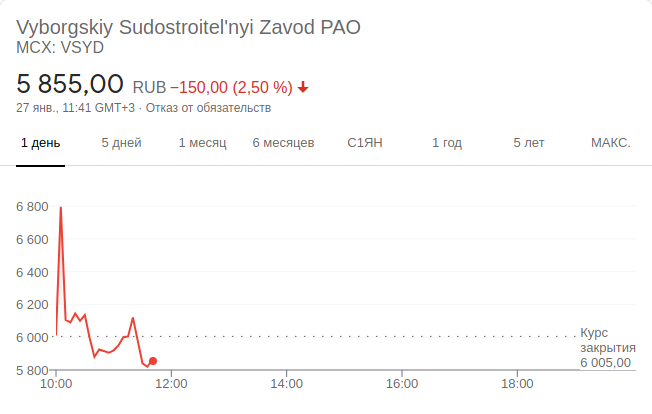 Vyborgskiy Sudostroitel'nyi Zavod PAO
MCX: VSYD
5 855,00 RUB −150,00 (2,50 %)
27 янв., 11:41 GMT+3 · Отказ от обязательств
1 день 5 дней 1 месяц 6 месяцев С1ЯН 1 год 5 лет МАКС.
6 800
6 600
6 400
6 200
6 000
5 800
Курс
закрытия
6 005,00
10:00 12:00 14:00 16:00 18:00